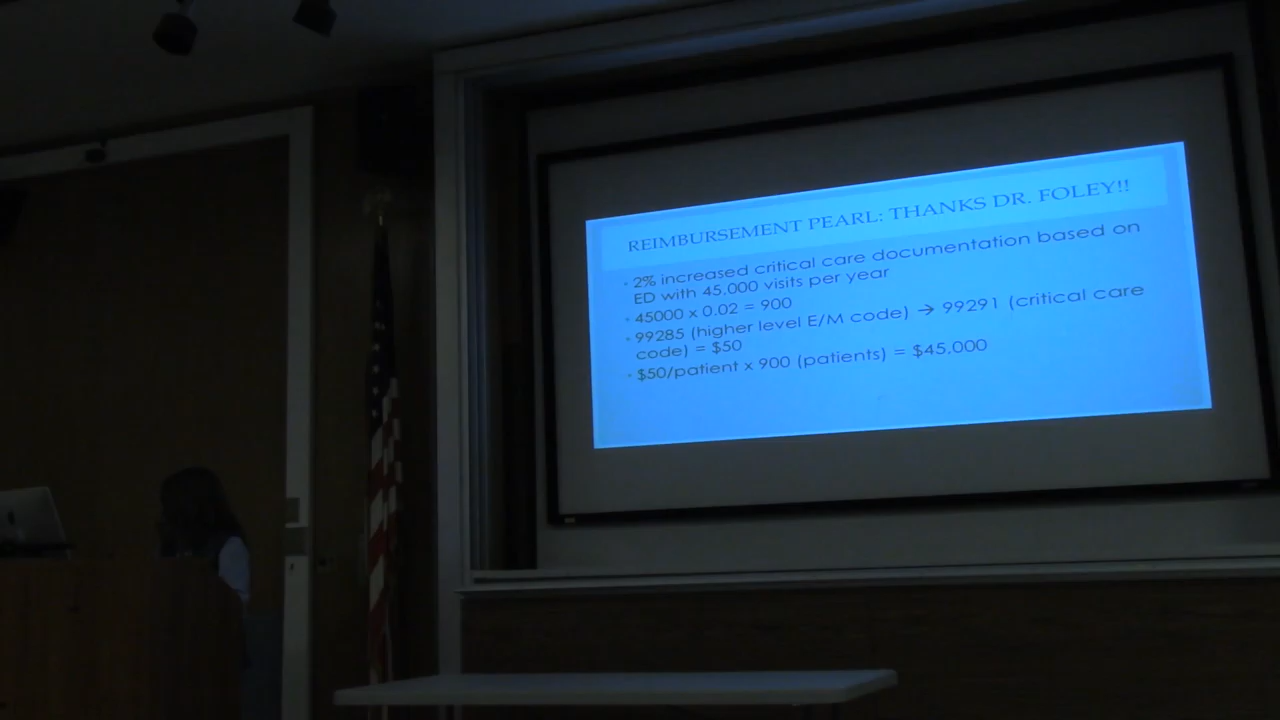 REIMBURSEMENT PEARL: THANKS DR. FOLEY!!
• 2% increased critical care documentation based on
ED with 45,000 visits per year
• 45000 x 0.02 = 900
• 99285 (higher level E/M code) → 99291 (critical care
code) = $50
• $50/patient x 900 (patients) = $45,000